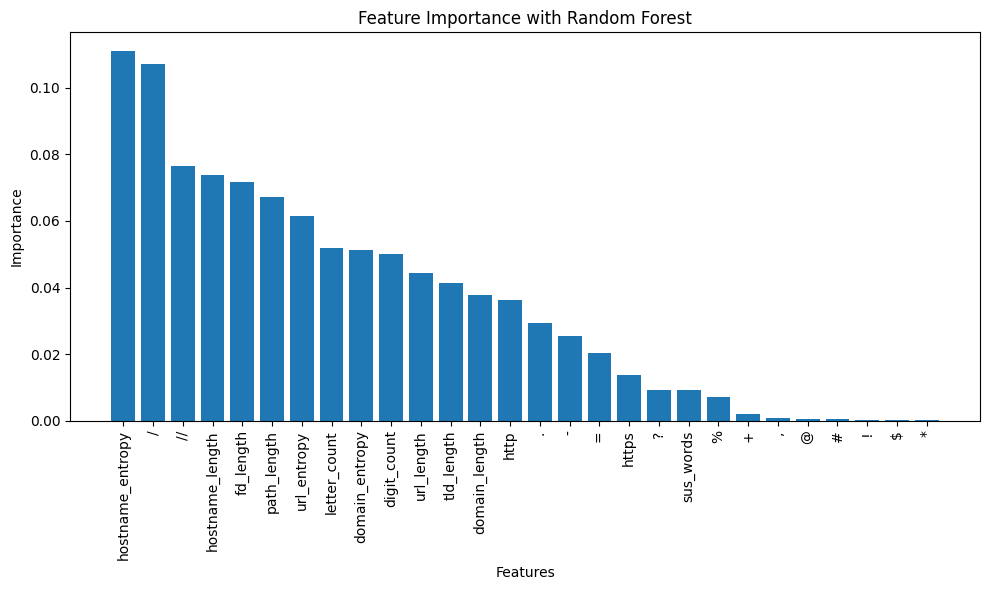 Feature Importance with Random Forest
Importance
0.10
0.08
0.06
0.04
0.02
0.00
hostname_entropy
/
//
hostname_length
fd_length
path_length
url_entropy
letter_count
domain_entropy
digit_count
url_length
tld_length
domain_length
http
.
-
=
https
?
sus_words
%
+
,
@
#
!
$
*
Features